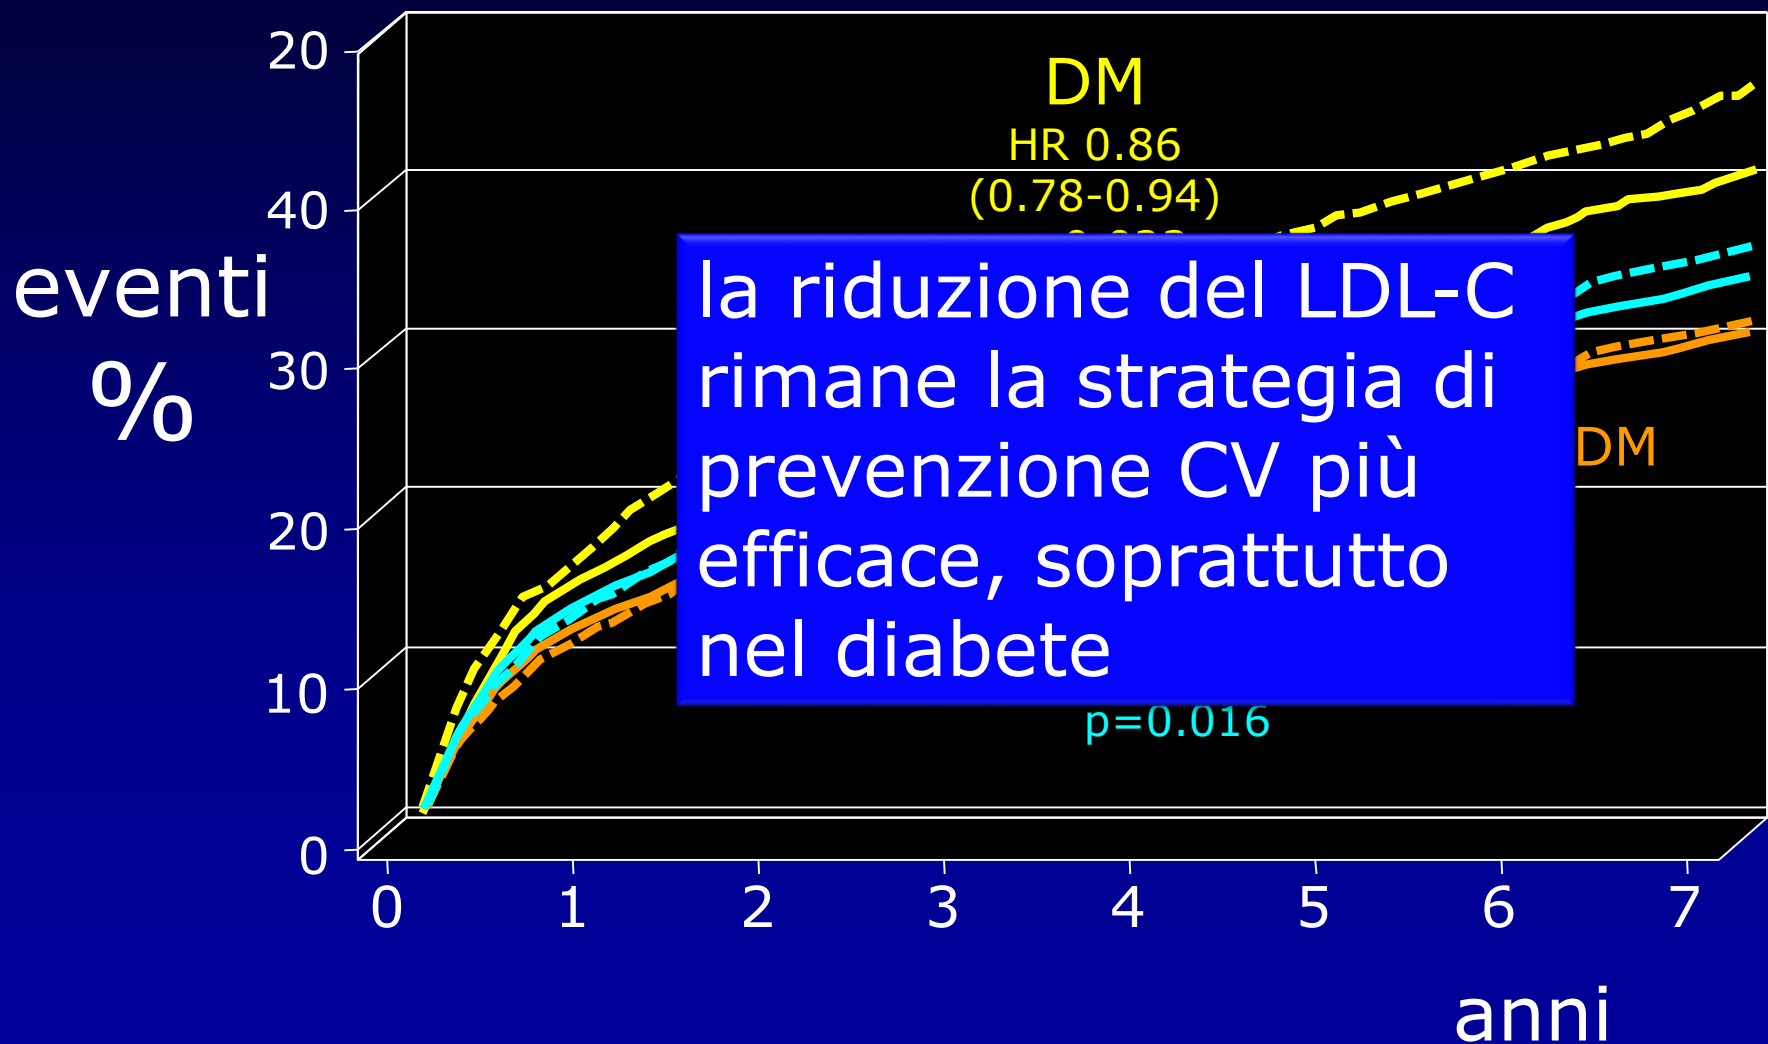 20
DM
HR 0.86
(0.78-0.94)
40
eventi
%
30
la riduzione del LDL-C
rimane la strategia di
prevenzione CV più
efficace, soprattutto
nel diabete
DM
20
10
p=0.016
0
0 1 2 3 4 5 6 7
anni